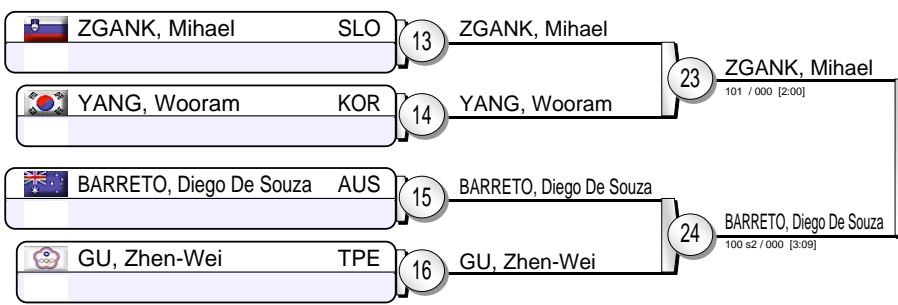 ZGANK, Mihael SLO 13 ZGANK, Mihael
23 ZGANK, Mihael
101 / 000 [2:00]
YANG, Wooram KOR 14 YANG, Wooram
BARRETO, Diego De Souza AUS 15 BARRETO, Diego De Souza
24 BARRETO, Diego De Souza
100 s2 / 000 [3:09]
GU, Zhen-Wei TPE 16 GU, Zhen-Wei